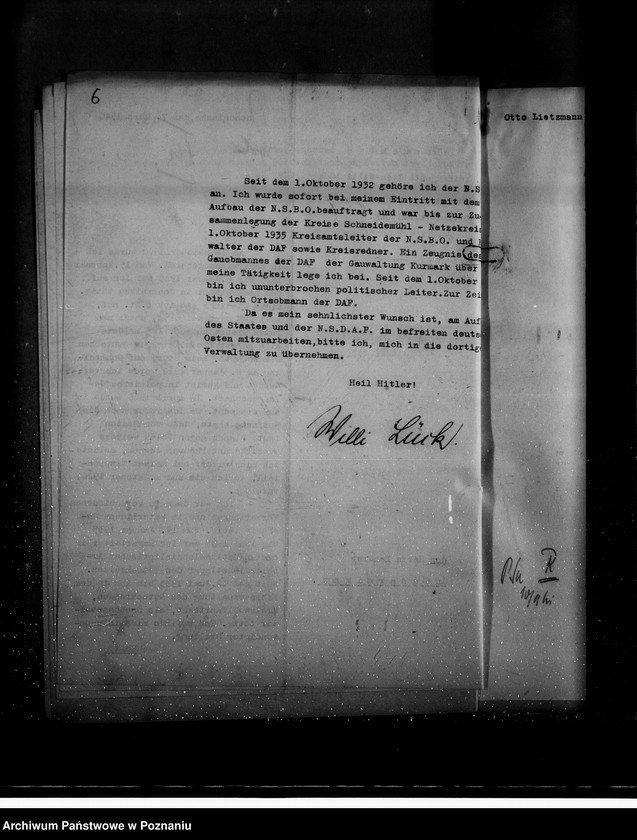 6
Otto Lietzmann
Seit dem 1.Oktober 1932 gehöre ich der N.S
an. Ich wurde sofort bei meinem Eintritt mit dem
Aufbau der N.S.B.O.beauftragt und war bis zur Zu
sammenlegung der Kreise Schneidemühl - Netzekreis
1.Oktober 1935 Kreisamtsleiter der N.S.B.O. und
walter der DAF sowie Kreisredner. Ein Zeugnis des
Gauobmannes der DAF der Gauwaltung Kurmark über
meine Tätigkeit lege ich bei. Seit dem 1.Oktober
bin ich ununterbrochen politischer Leiter.Zur Zei
bin ich Ortsobmann der DAF.
Da es mein sehnlichster Wunsch ist, am Auf
des Staates und der N.S.D.A.P. im befreiten deuts
Osten mitzuarbeiten,bitte ich, mich in die dortig
Verwaltung zu übernehmen.
Heil Hitler!
Willi Lück.
R
Archiwum Państwowe w Poznaniu